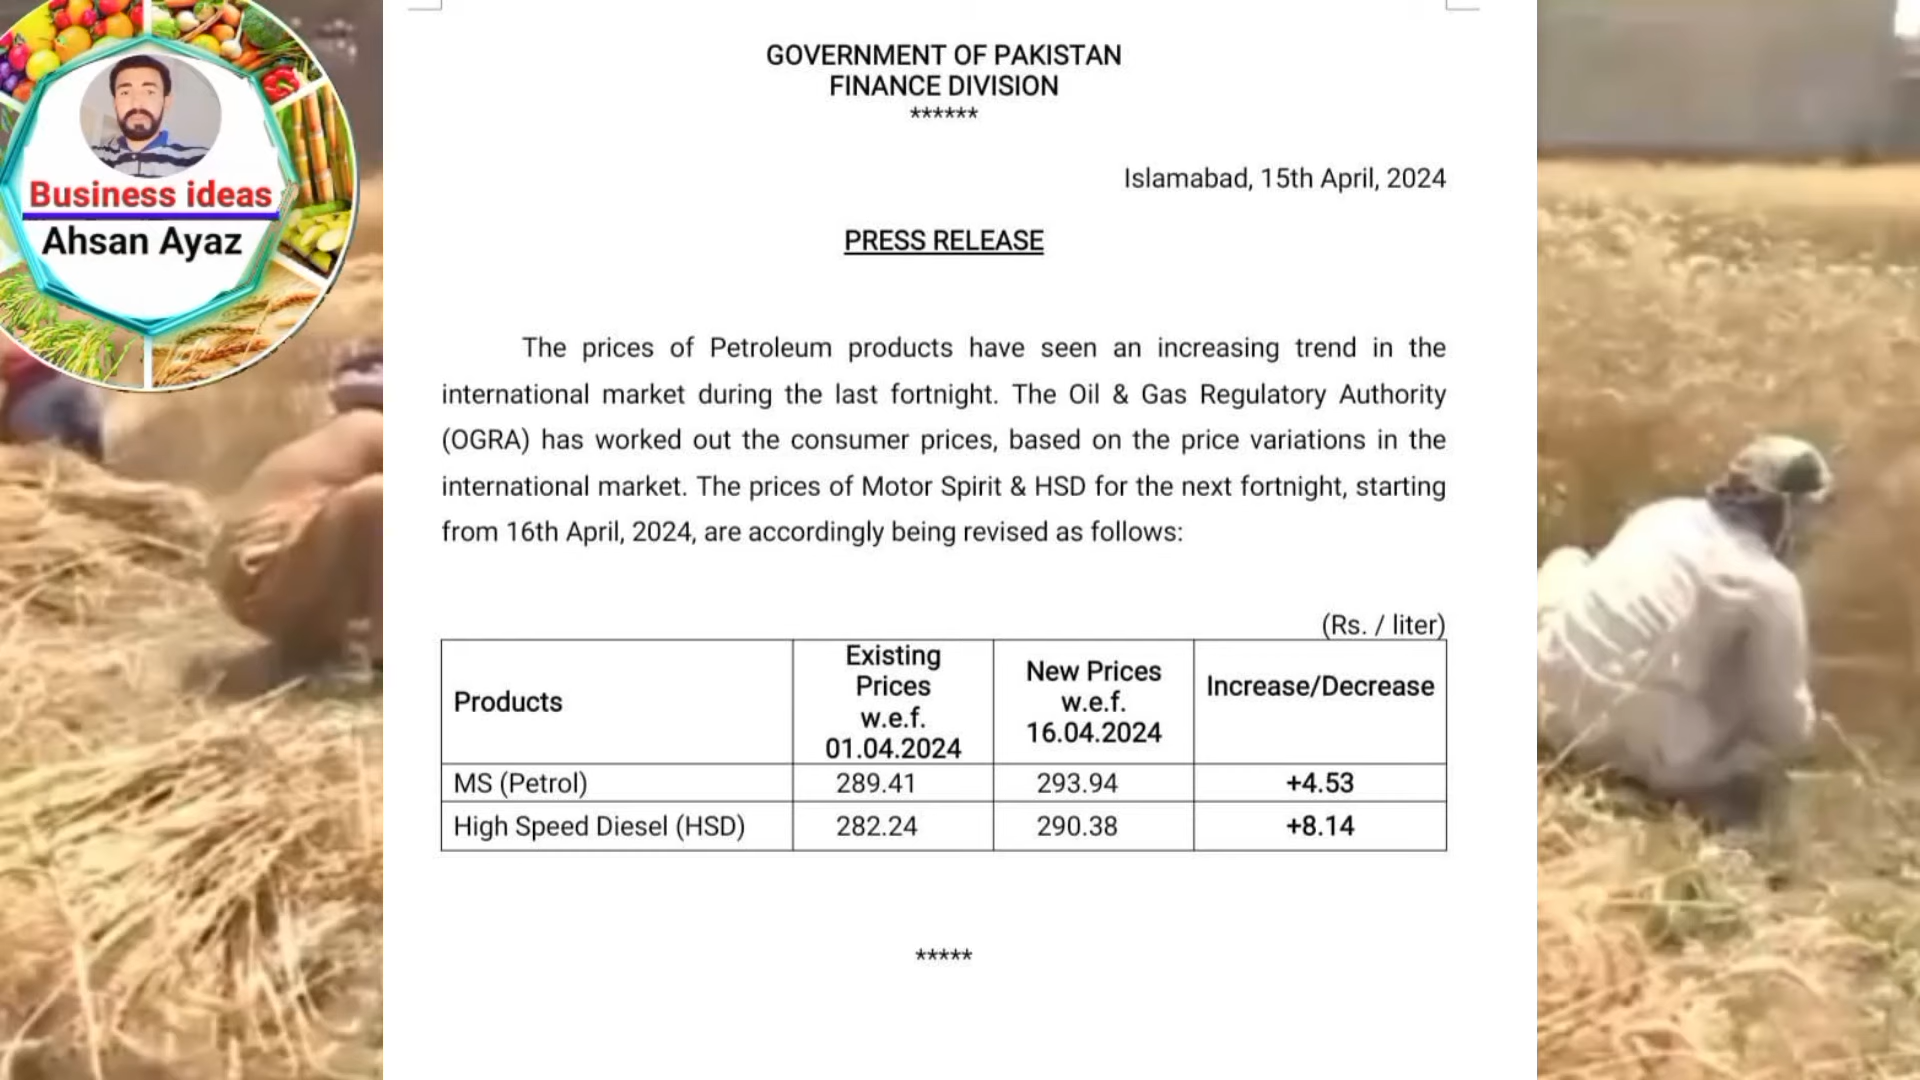 Business ideas
Ahsan Ayaz
GOVERNMENT OF PAKISTAN
FINANCE DIVISION
******
Islamabad, 15th April, 2024
PRESS RELEASE
The prices of Petroleum products have seen an increasing trend in the
international market during the last fortnight. The Oil & Gas Regulatory Authority
(OGRA) has worked out the consumer prices, based on the price variations in the
international market. The prices of Motor Spirit & HSD for the next fortnight, starting
from 16th April, 2024, are accordingly being revised as follows:
(Rs. / liter)
Products
Existing
Prices
w.e.f.
01.04.2024
New Prices
w.e.f.
16.04.2024
Increase/Decrease
MS (Petrol) 289.41 293.94 +4.53
High Speed Diesel (HSD) 282.24 290.38 +8.14
*****